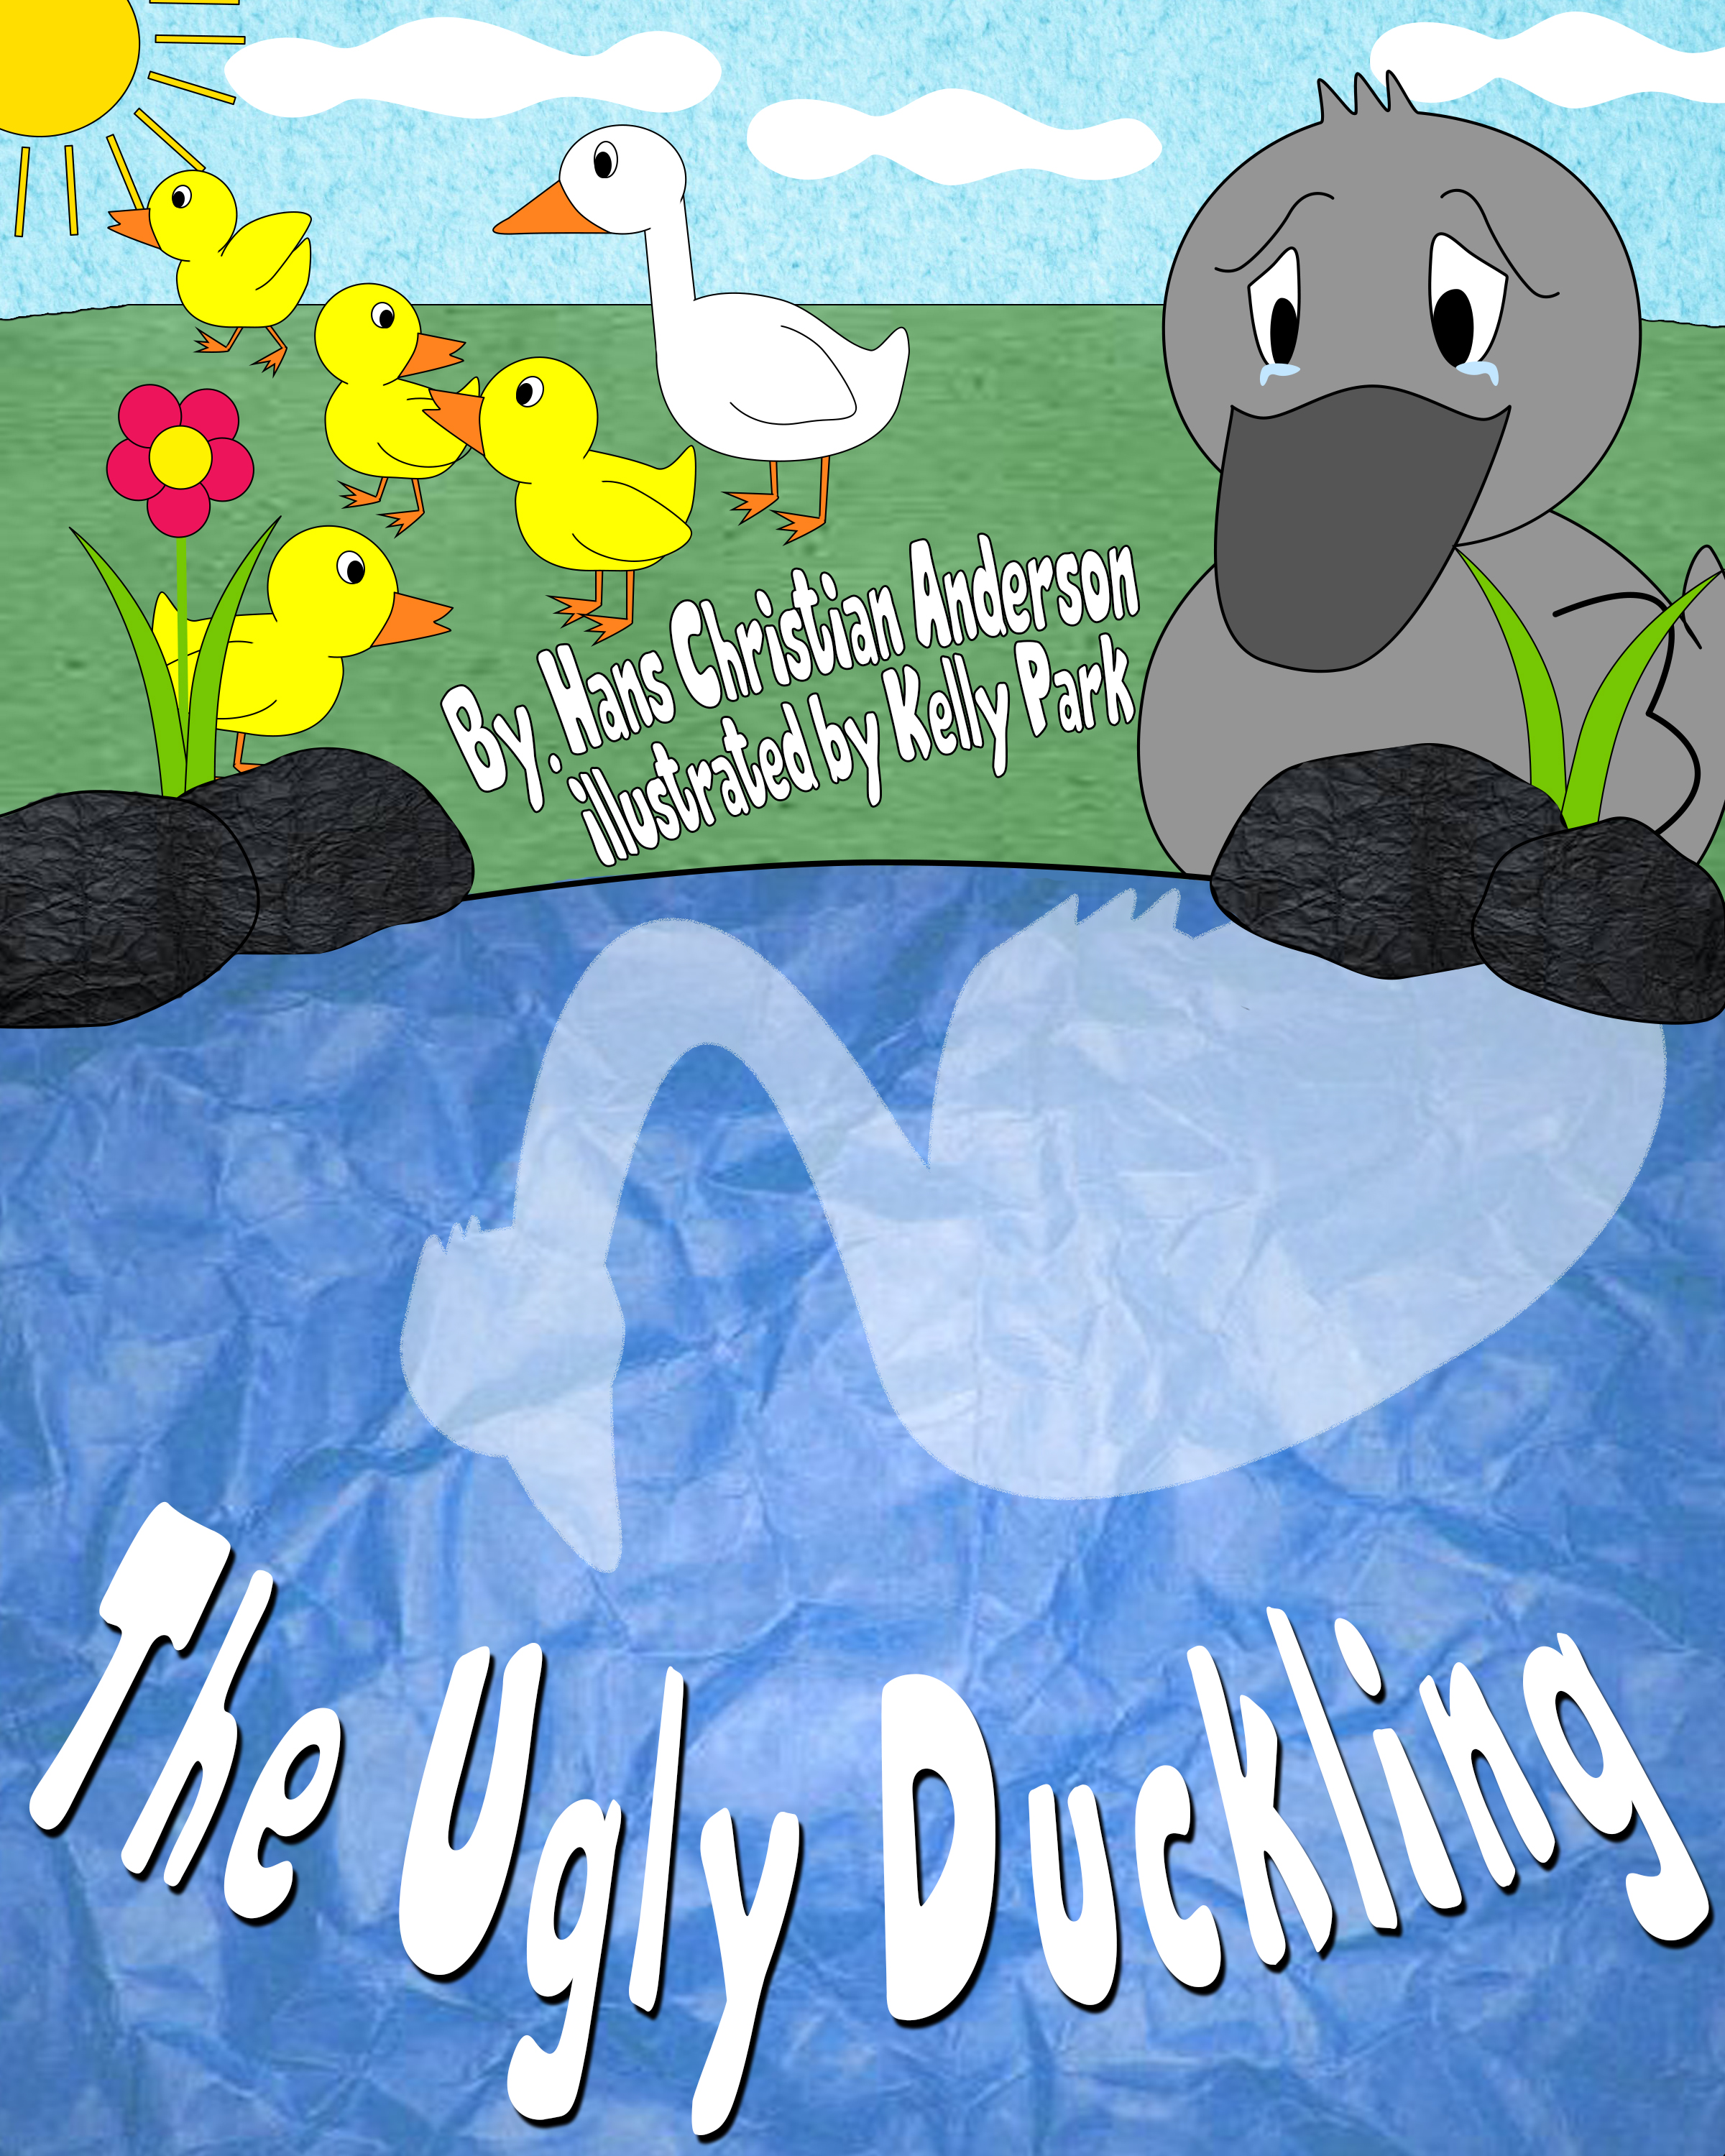 By. Hans Christian Anderson
illustrated by Kelly Park
The Ugly Duckling